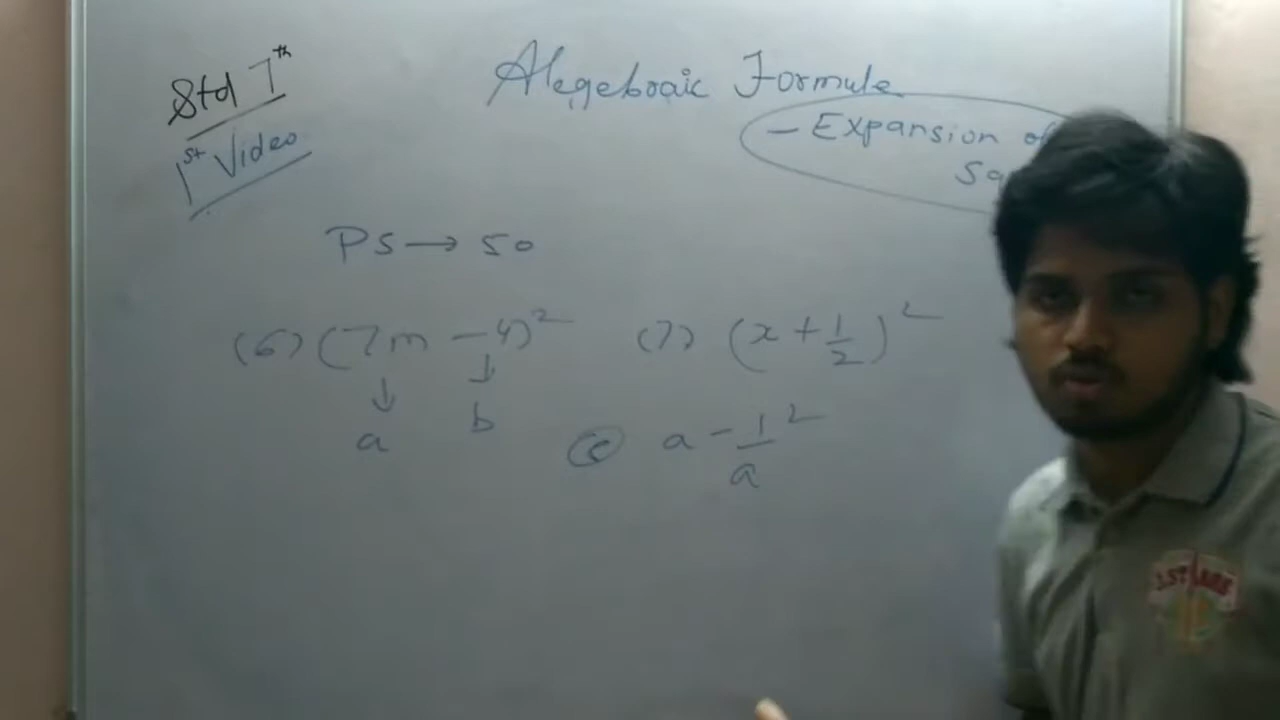 Std 7th
Alegebraic Formule
1st Video
- Expansion of
Sq
PS → 50
(6) (7m - 4)² (7) (x + 1/2)²
↓ ↓
a b
a - 1/a ²